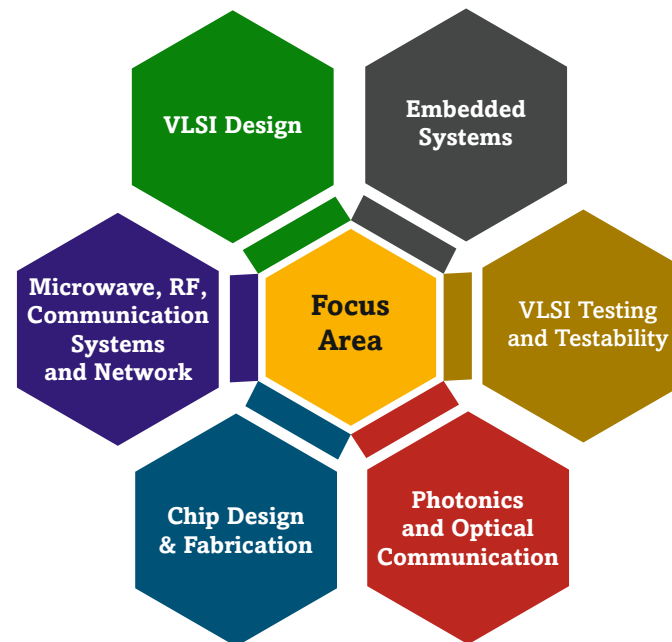 VLSI Design
Embedded
Systems
Microwave, RF,
Communication
Systems
and Network
Focus
Area
VLSI Testing
and Testability
Chip Design
& Fabrication
Photonics
and Optical
Communication